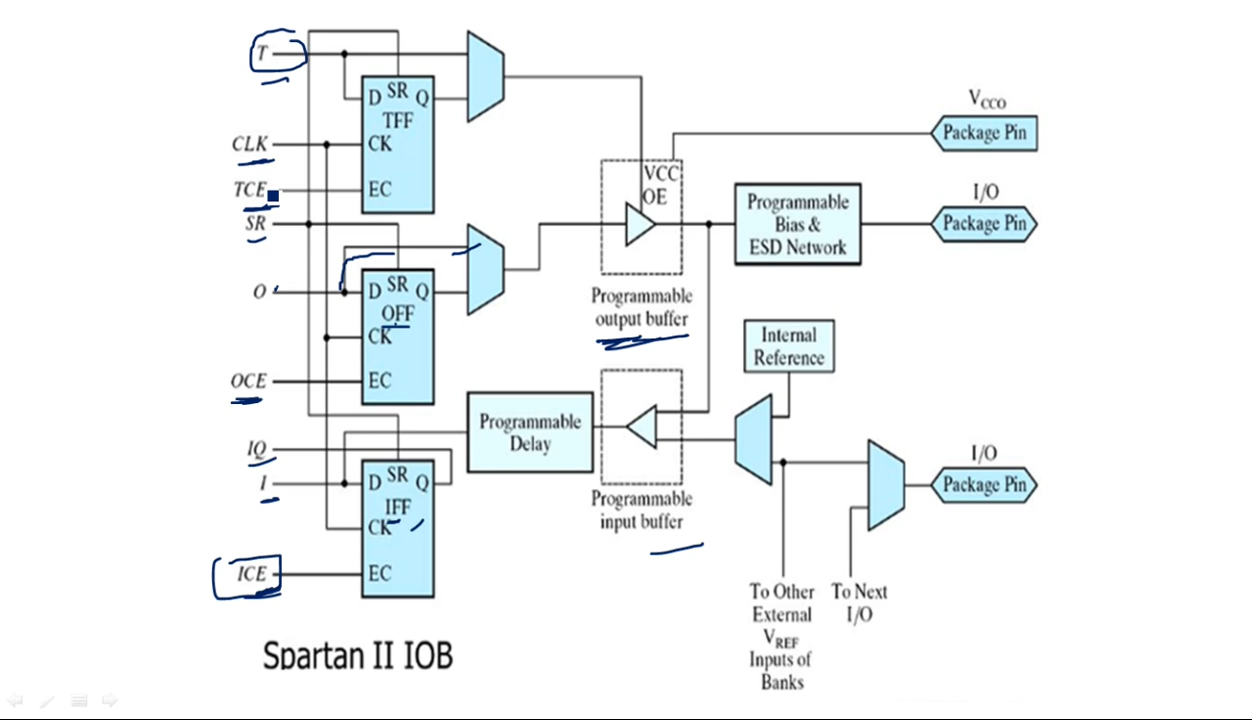 T
D SR Q
TFF
CLK
CK
TCE
EC
SR
O
D SR Q
OFF
CK
OCE
EC
IQ
I
D SR Q
IFF
CK
ICE
EC
VCC
OE
Programmable
output buffer
Programmable
Bias &
ESD Network
VCCO
Package Pin
I/O
Package Pin
Internal
Reference
Programmable
Delay
Programmable
input buffer
I/O
Package Pin
To Other
External
VREF
Inputs of
Banks
To Next
I/O
Spartan II IOB